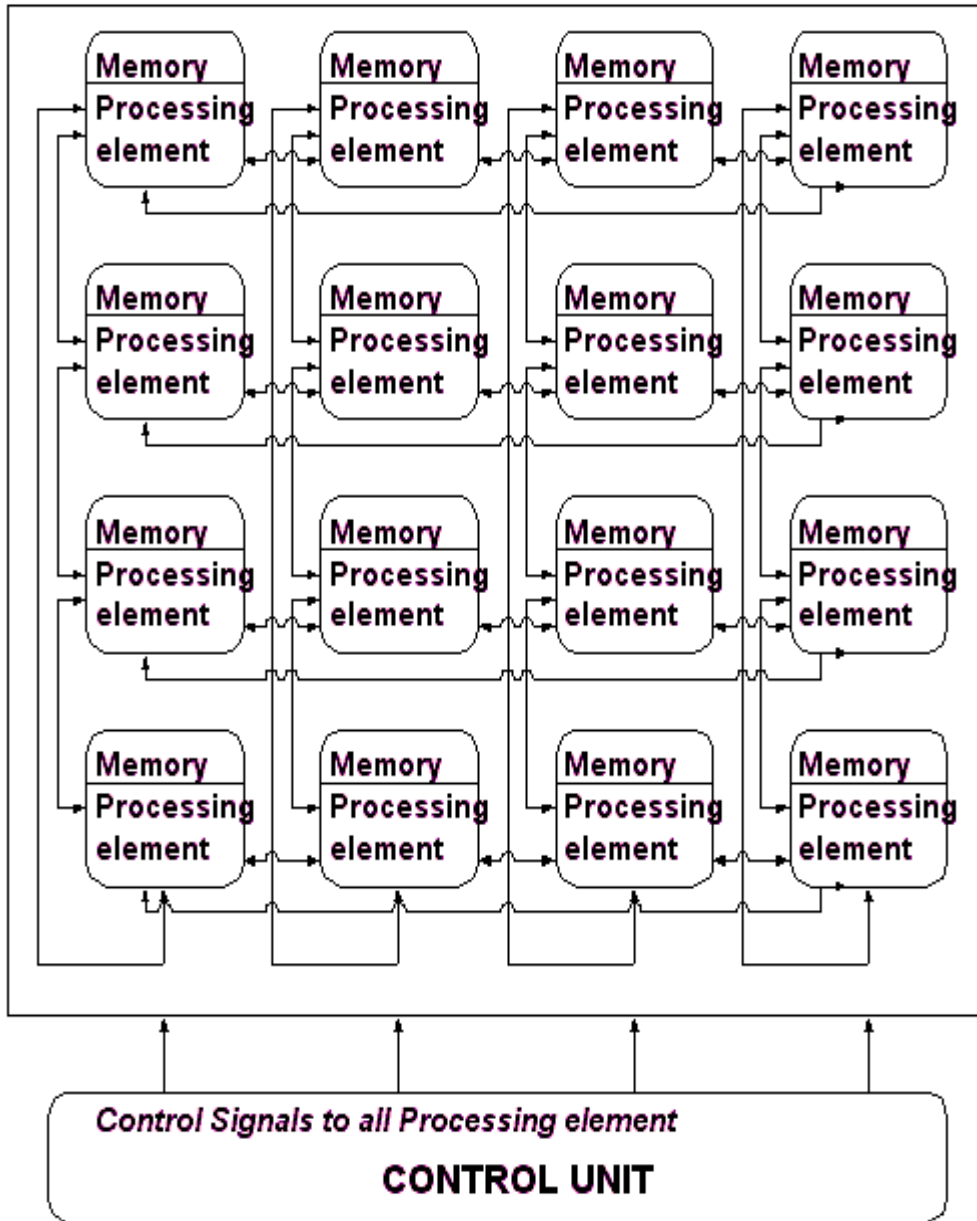 Memory
Processing
element
Memory
Processing
element
Memory
Processing
element
Memory
Processing
element
Memory
Processing
element
Memory
Processing
element
Memory
Processing
element
Memory
Processing
element
Memory
Processing
element
Memory
Processing
element
Memory
Processing
element
Memory
Processing
element
Memory
Processing
element
Memory
Processing
element
Memory
Processing
element
Memory
Processing
element
Control Signals to all Processing element
CONTROL UNIT